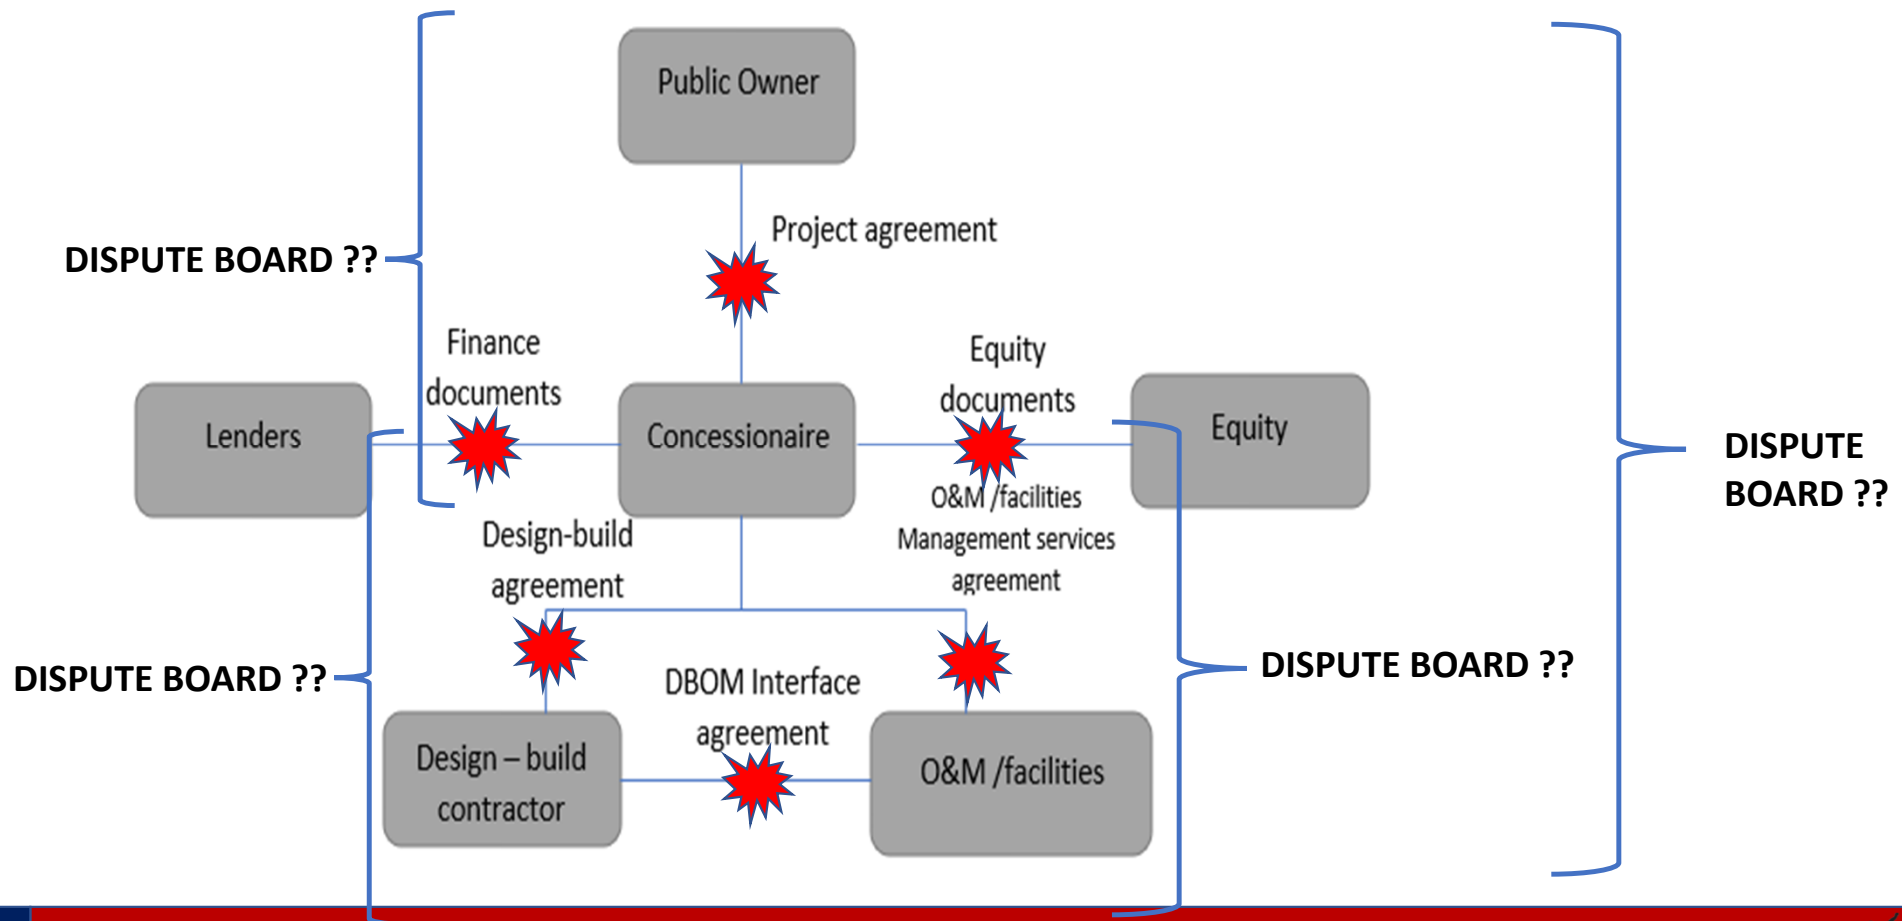 Public Owner
Project agreement
DISPUTE BOARD ??
Finance
documents
Equity
documents
Lenders
Concessionaire
Equity
DISPUTE
BOARD ??
O&M /facilities
Management services
agreement
Design-build
agreement
DISPUTE BOARD ??
DBOM Interface
agreement
DISPUTE BOARD ??
Design – build
contractor
O&M /facilities